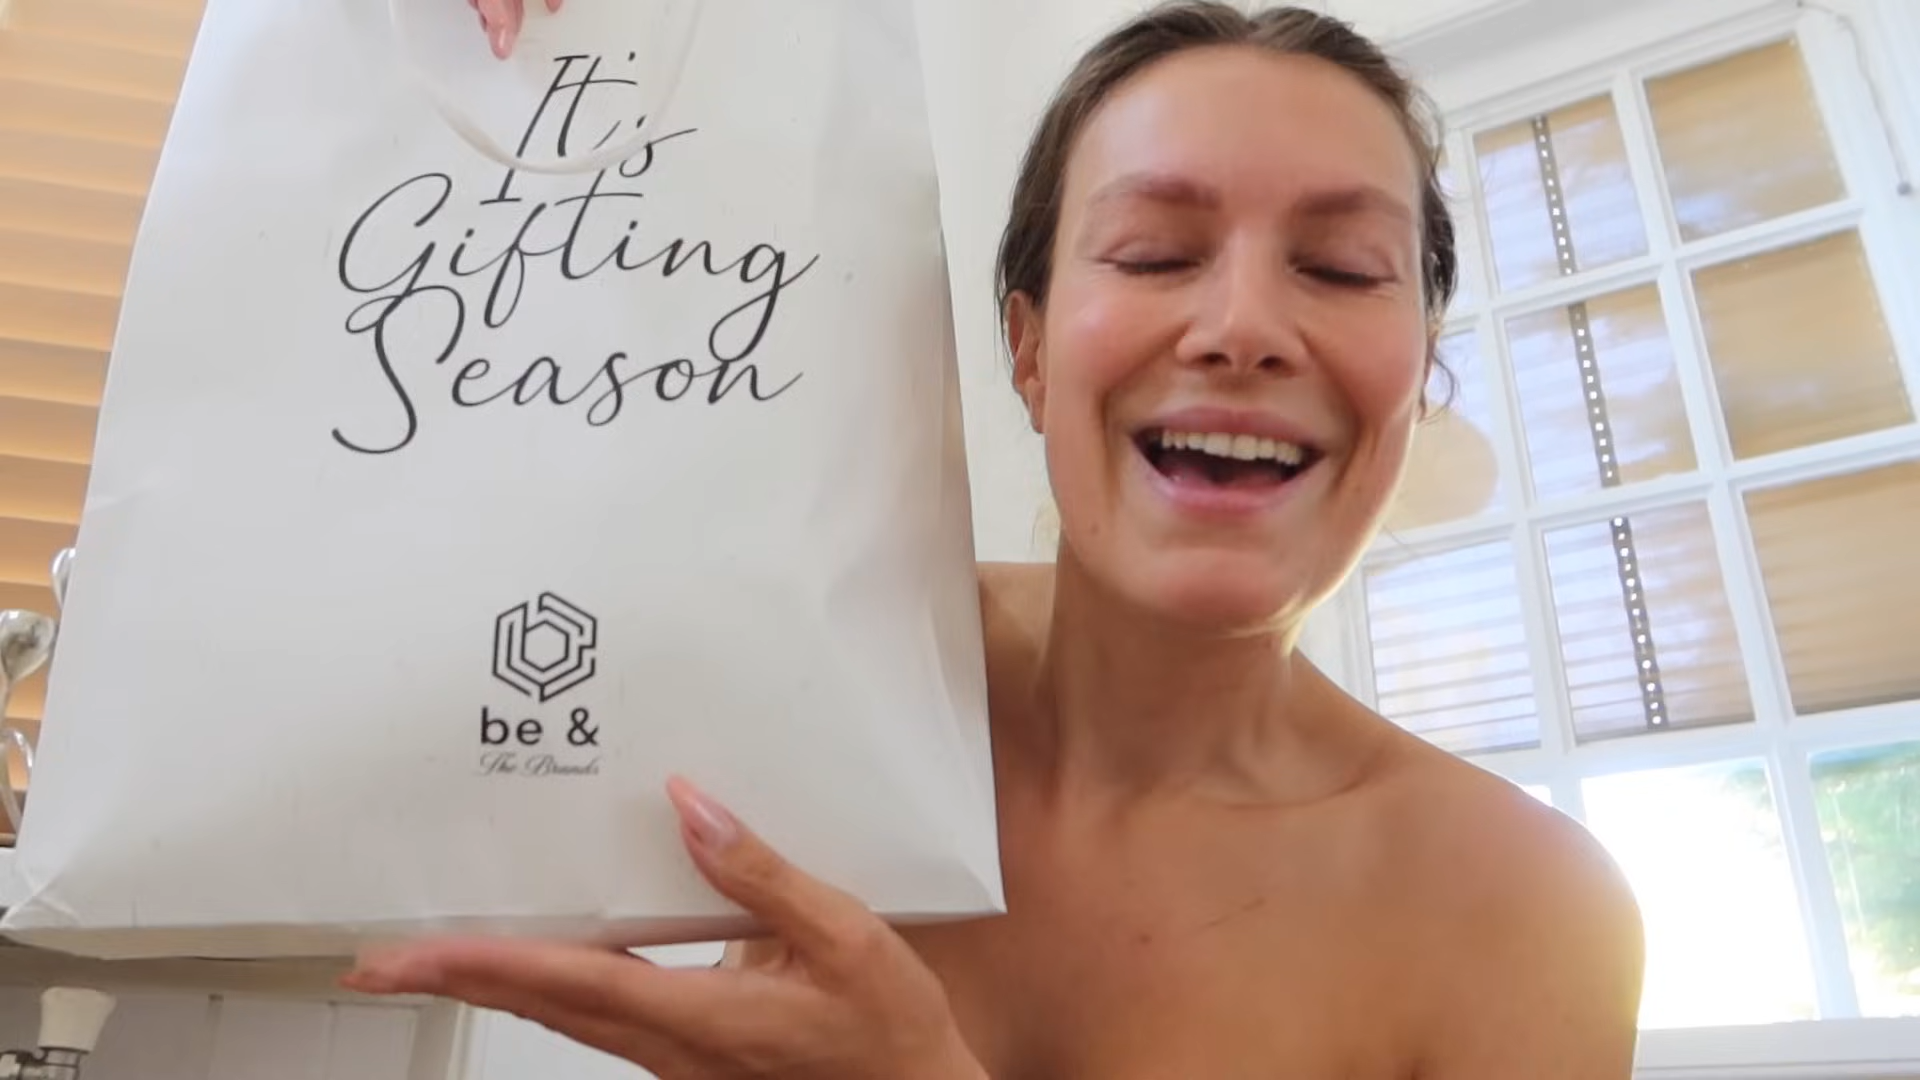 It's
Gifting
Season
be &
The Brands